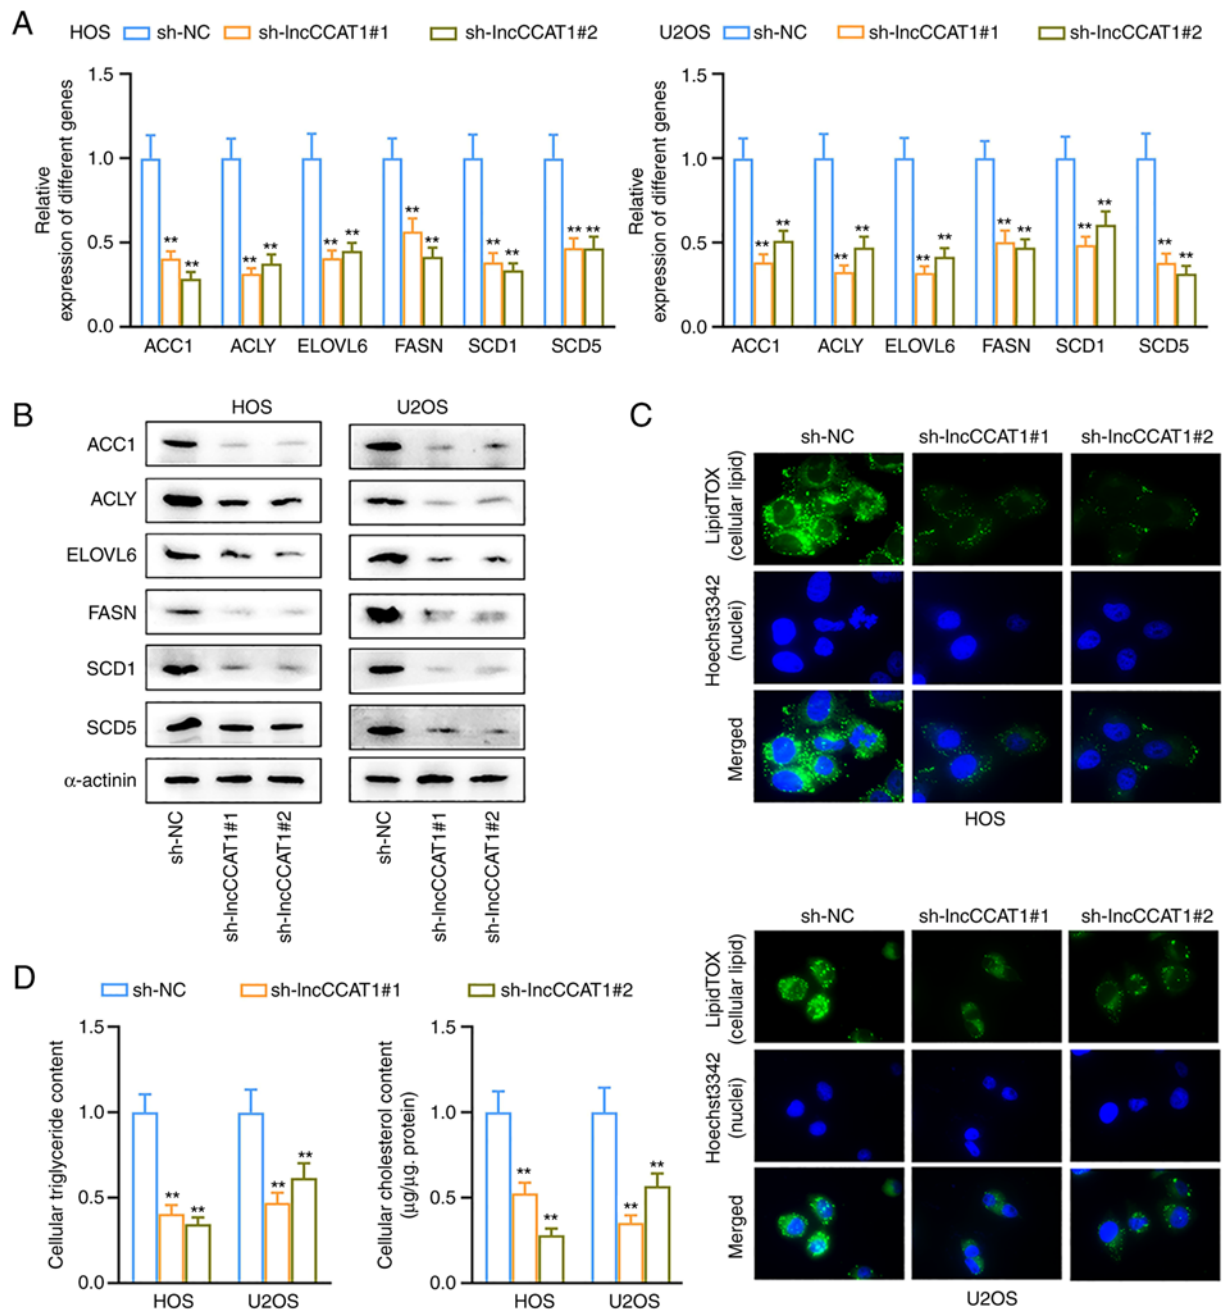 A
HOS sh-NC sh-lncCCAT1#1 sh-lncCCAT1#2
Relative
expression of different genes
1.5
1.0
0.5
0.0
** ** ** ** ** ** ** ** ** ** ** **
ACC1 ACLY ELOVL6 FASN SCD1 SCD5
U2OS sh-NC sh-lncCCAT1#1 sh-lncCCAT1#2
Relative
expression of different genes
1.5
1.0
0.5
0.0
** ** ** ** ** ** ** ** ** ** ** **
ACC1 ACLY ELOVL6 FASN SCD1 SCD5
B
HOS U2OS
ACC1
ACLY
ELOVL6
FASN
SCD1
SCD5
α-actinin
sh-NC sh-lncCCAT1#1 sh-lncCCAT1#2 sh-NC sh-lncCCAT1#1 sh-lncCCAT1#2
C
sh-NC sh-lncCCAT1#1 sh-lncCCAT1#2
LipidTOX
(cellular lipid)
Hoechst3342
(nuclei)
Merged
HOS
sh-NC sh-lncCCAT1#1 sh-lncCCAT1#2
LipidTOX
(cellular lipid)
Hoechst3342
(nuclei)
Merged
U2OS
D
sh-NC sh-lncCCAT1#1 sh-lncCCAT1#2
Cellular triglyceride content
1.5
1.0
0.5
0.0
** ** ** **
HOS U2OS
Cellular cholesterol content
(μg/μg. protein)
1.5
1.0
0.5
0.0
** ** ** **
HOS U2OS